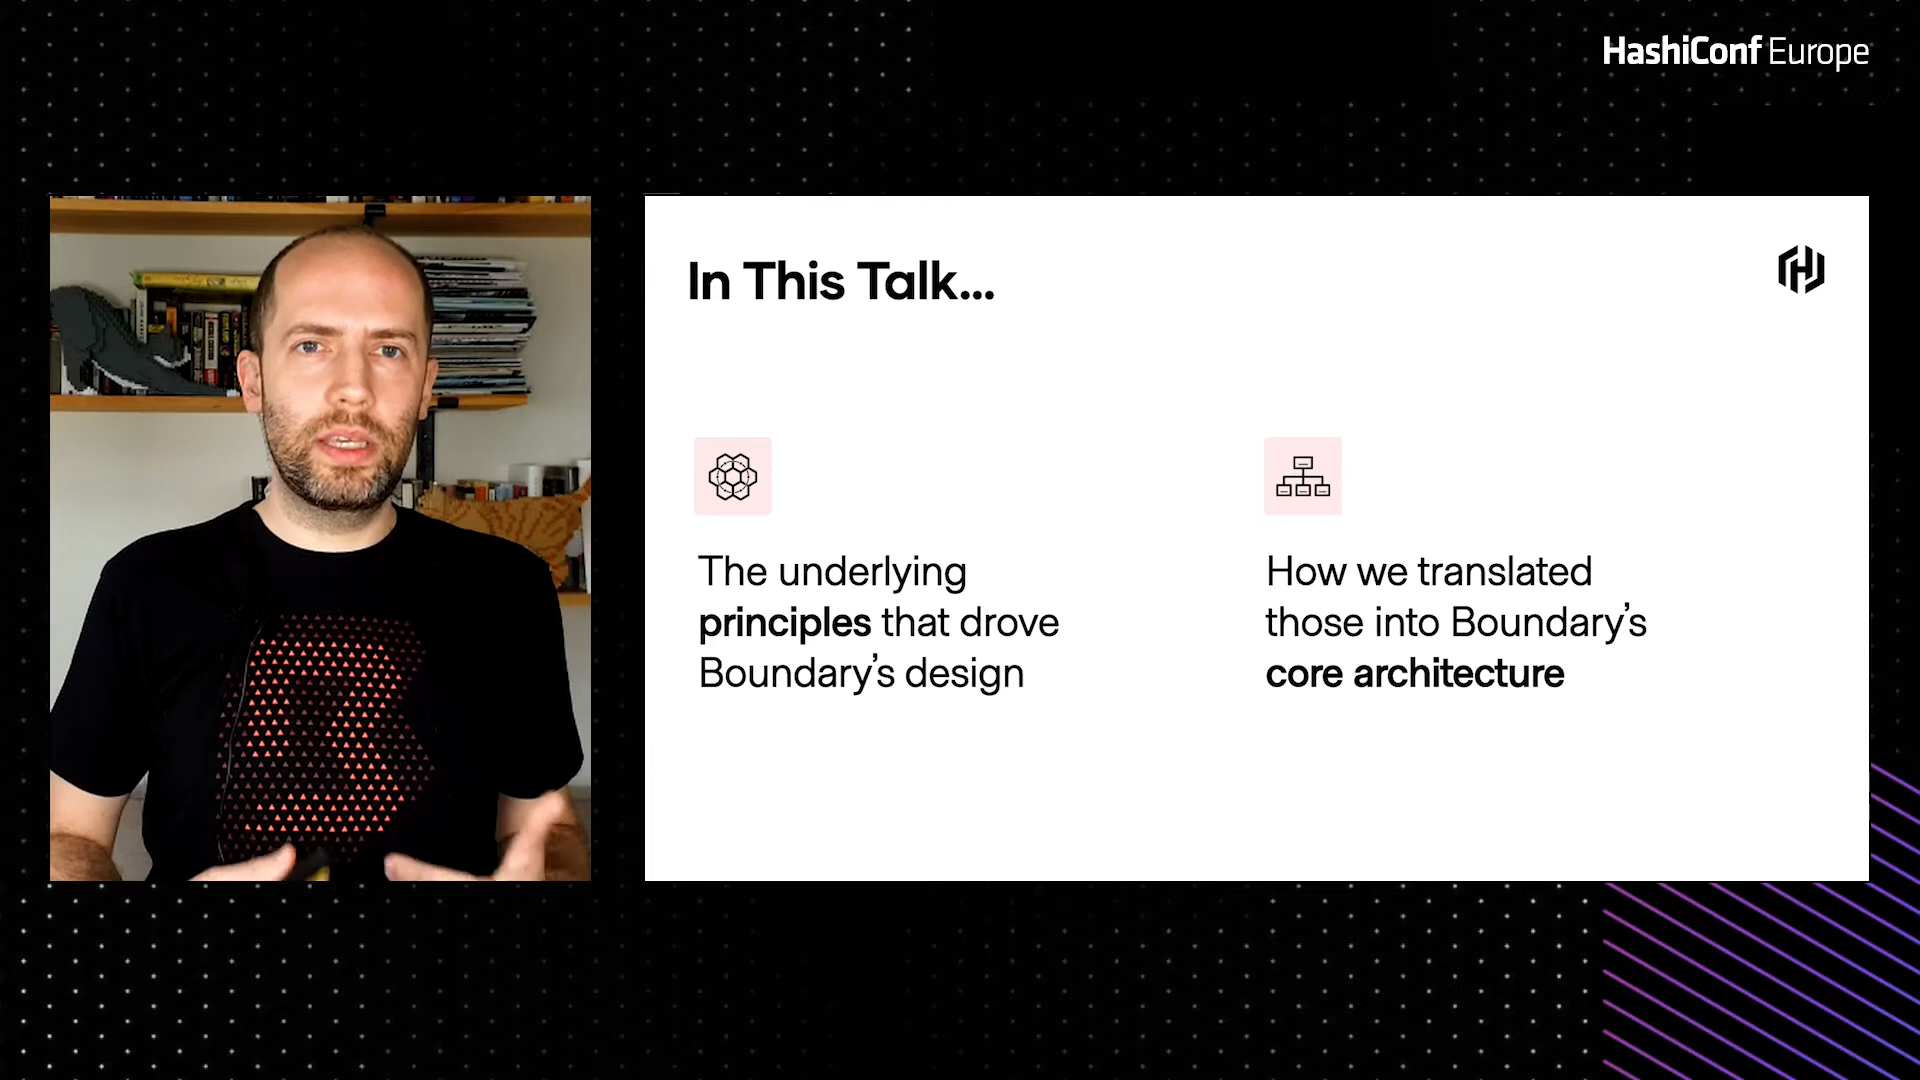 HashiConf Europe
In This Talk...
The underlying
principles that drove
Boundary's design
How we translated
those into Boundary's
core architecture